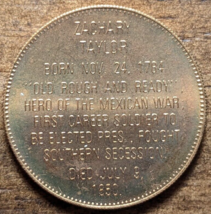 ZACHARY
TAYLOR
BORN NOV. 24, 1784
"OLD ROUGH AND READY"
HERO OF THE MEXICAN WAR
FIRST CAREER SOLDIER TO
BE ELECTED PRES. FOUGHT
SOUTHERN SECESSION
DIED JULY 9,
1850